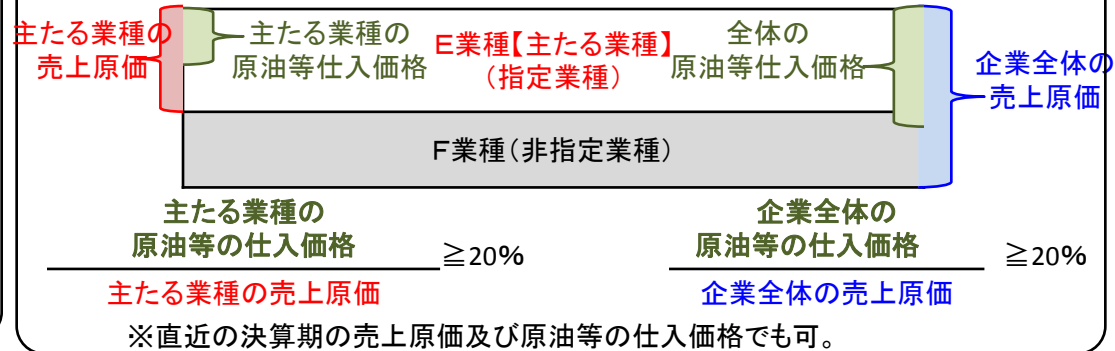 主たる業種の
売上原価
主たる業種の
原油等仕入価格
E業種【主たる業種】
(指定業種)
全体の
原油等仕入価格
企業全体の
売上原価
F業種(非指定業種)
主たる業種の
原油等の仕入価格
≧20%
主たる業種の売上原価
企業全体の
原油等の仕入価格
≧20%
企業全体の売上原価
※直近の決算期の売上原価及び原油等の仕入価格でも可。